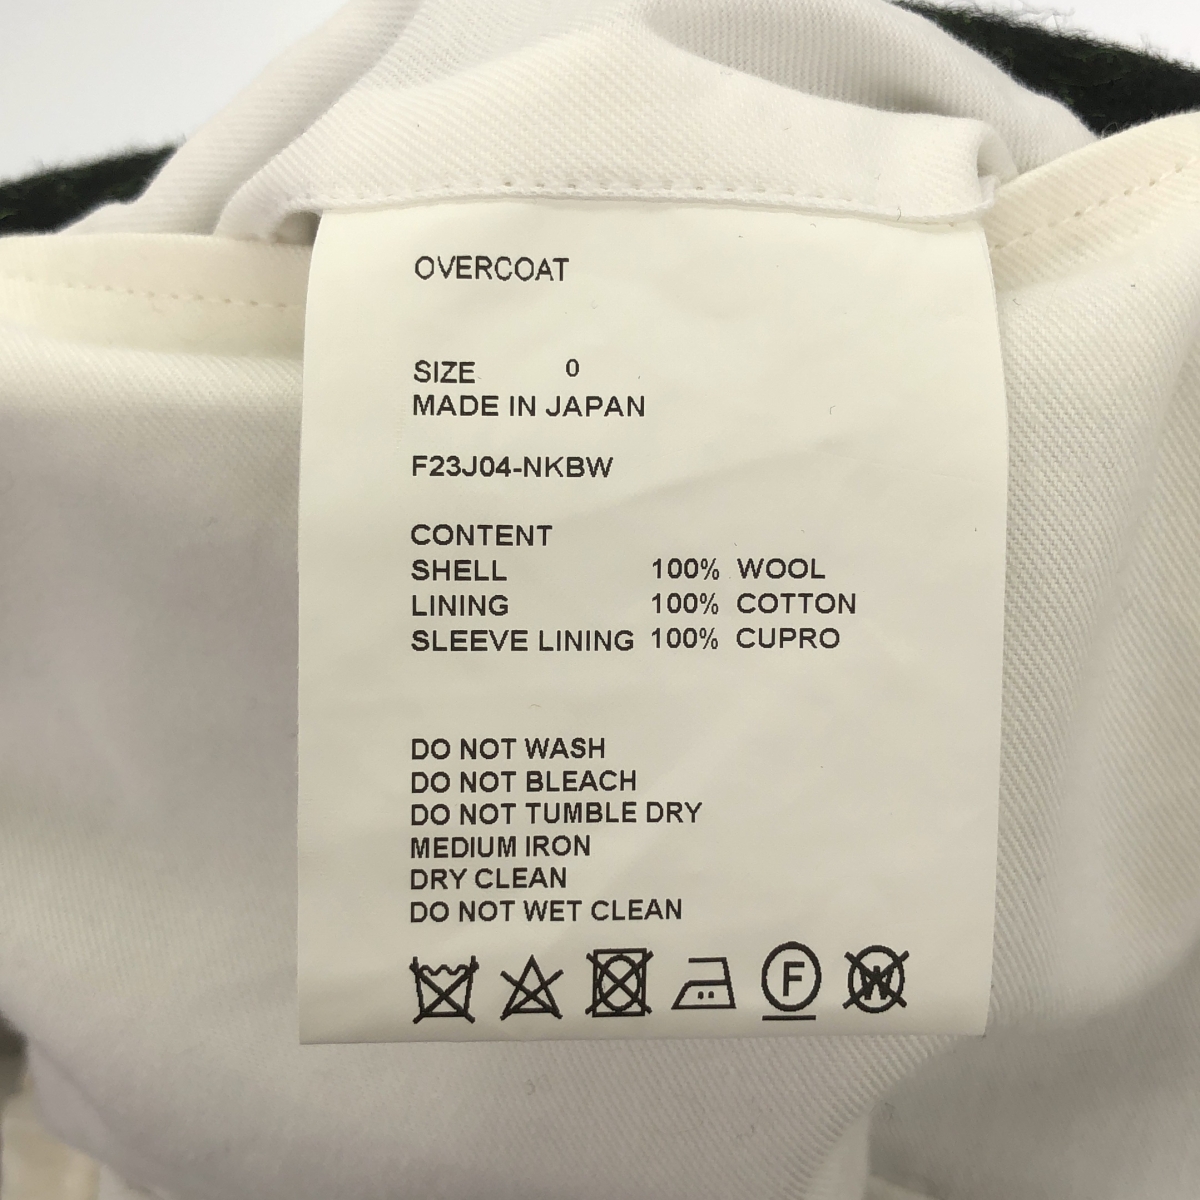 OVERCOAT
SIZE 0
MADE IN JAPAN
F23J04-NKBW
CONTENT
SHELL 100% WOOL
LINING 100% COTTON
SLEEVE LINING 100% CUPRO
DO NOT WASH
DO NOT BLEACH
DO NOT TUMBLE DRY
MEDIUM IRON
DRY CLEAN
DO NOT WET CLEAN
F W